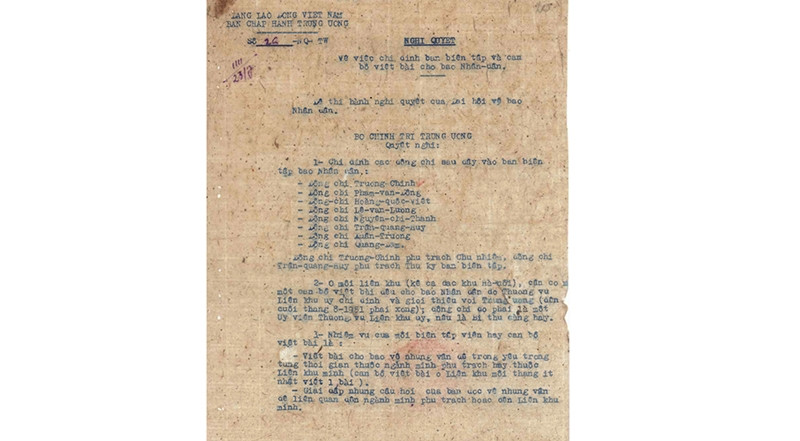 ĐẢNG LAO ĐỘNG VIỆT NAM
BAN CHẤP HÀNH TRUNG ƯƠNG
Số 26 -NQ- TW
NGHỊ QUYẾT
Về việc chỉ định ban biên tập và cán
bộ viết bài cho báo Nhân-dân.
23/8
Để thi hành nghị quyết của Đại hội về báo
Nhân dân.
BỘ CHÍNH TRỊ TRUNG ƯƠNG
Quyết nghị:
1- Chỉ định các đồng chí sau đây vào ban biên
tập báo Nhân dân,:
- Đồng chí Trường-Chinh
- Đồng chí Phạm-văn-Đồng
- Đồng-chí Hoàng-quốc-Việt
- Đồng chí Lê-văn-Lương
- Đồng chí Nguyễn-chí-Thanh
- Đồng chí Trần-quang-Huy
- Đồng chí Xuân-Trường
- Đồng chí Quang-Đạm.
Đồng chí Trường-Chinh phụ trách Chủ nhiệm, đồng chí
Trần-quang-Huy phụ trách Thư ký ban biên tập.
2- Ở mỗi liên khu (kể cả đặc khu Hà-nội), cần có
một cán bộ viết bài đều cho báo Nhân dân do Thường vụ
Liên khu ủy chỉ định và giới thiệu với Trung ương (đến
cuối tháng 8-1951 phải xong); đồng chí đó phải là một
Ủy viên Thường vụ Liên khu ủy, nếu là bí thư càng hay.
1- Nhiệm vụ của mỗi biên tập viên hay cán bộ
viết bài là :
- Viết bài cho báo về những vấn đề trọng yếu trong
từng thời gian thuộc ngành mình phụ trách hay thuộc
Liên khu mình (cán bộ viết bài ở Liên khu mỗi tháng ít
nhất viết 1 bài ).
- Giải đáp những câu hỏi của bạn đọc về những vấn
đề liên quan đến ngành mình phụ trách hoặc đến Liên khu
mình.